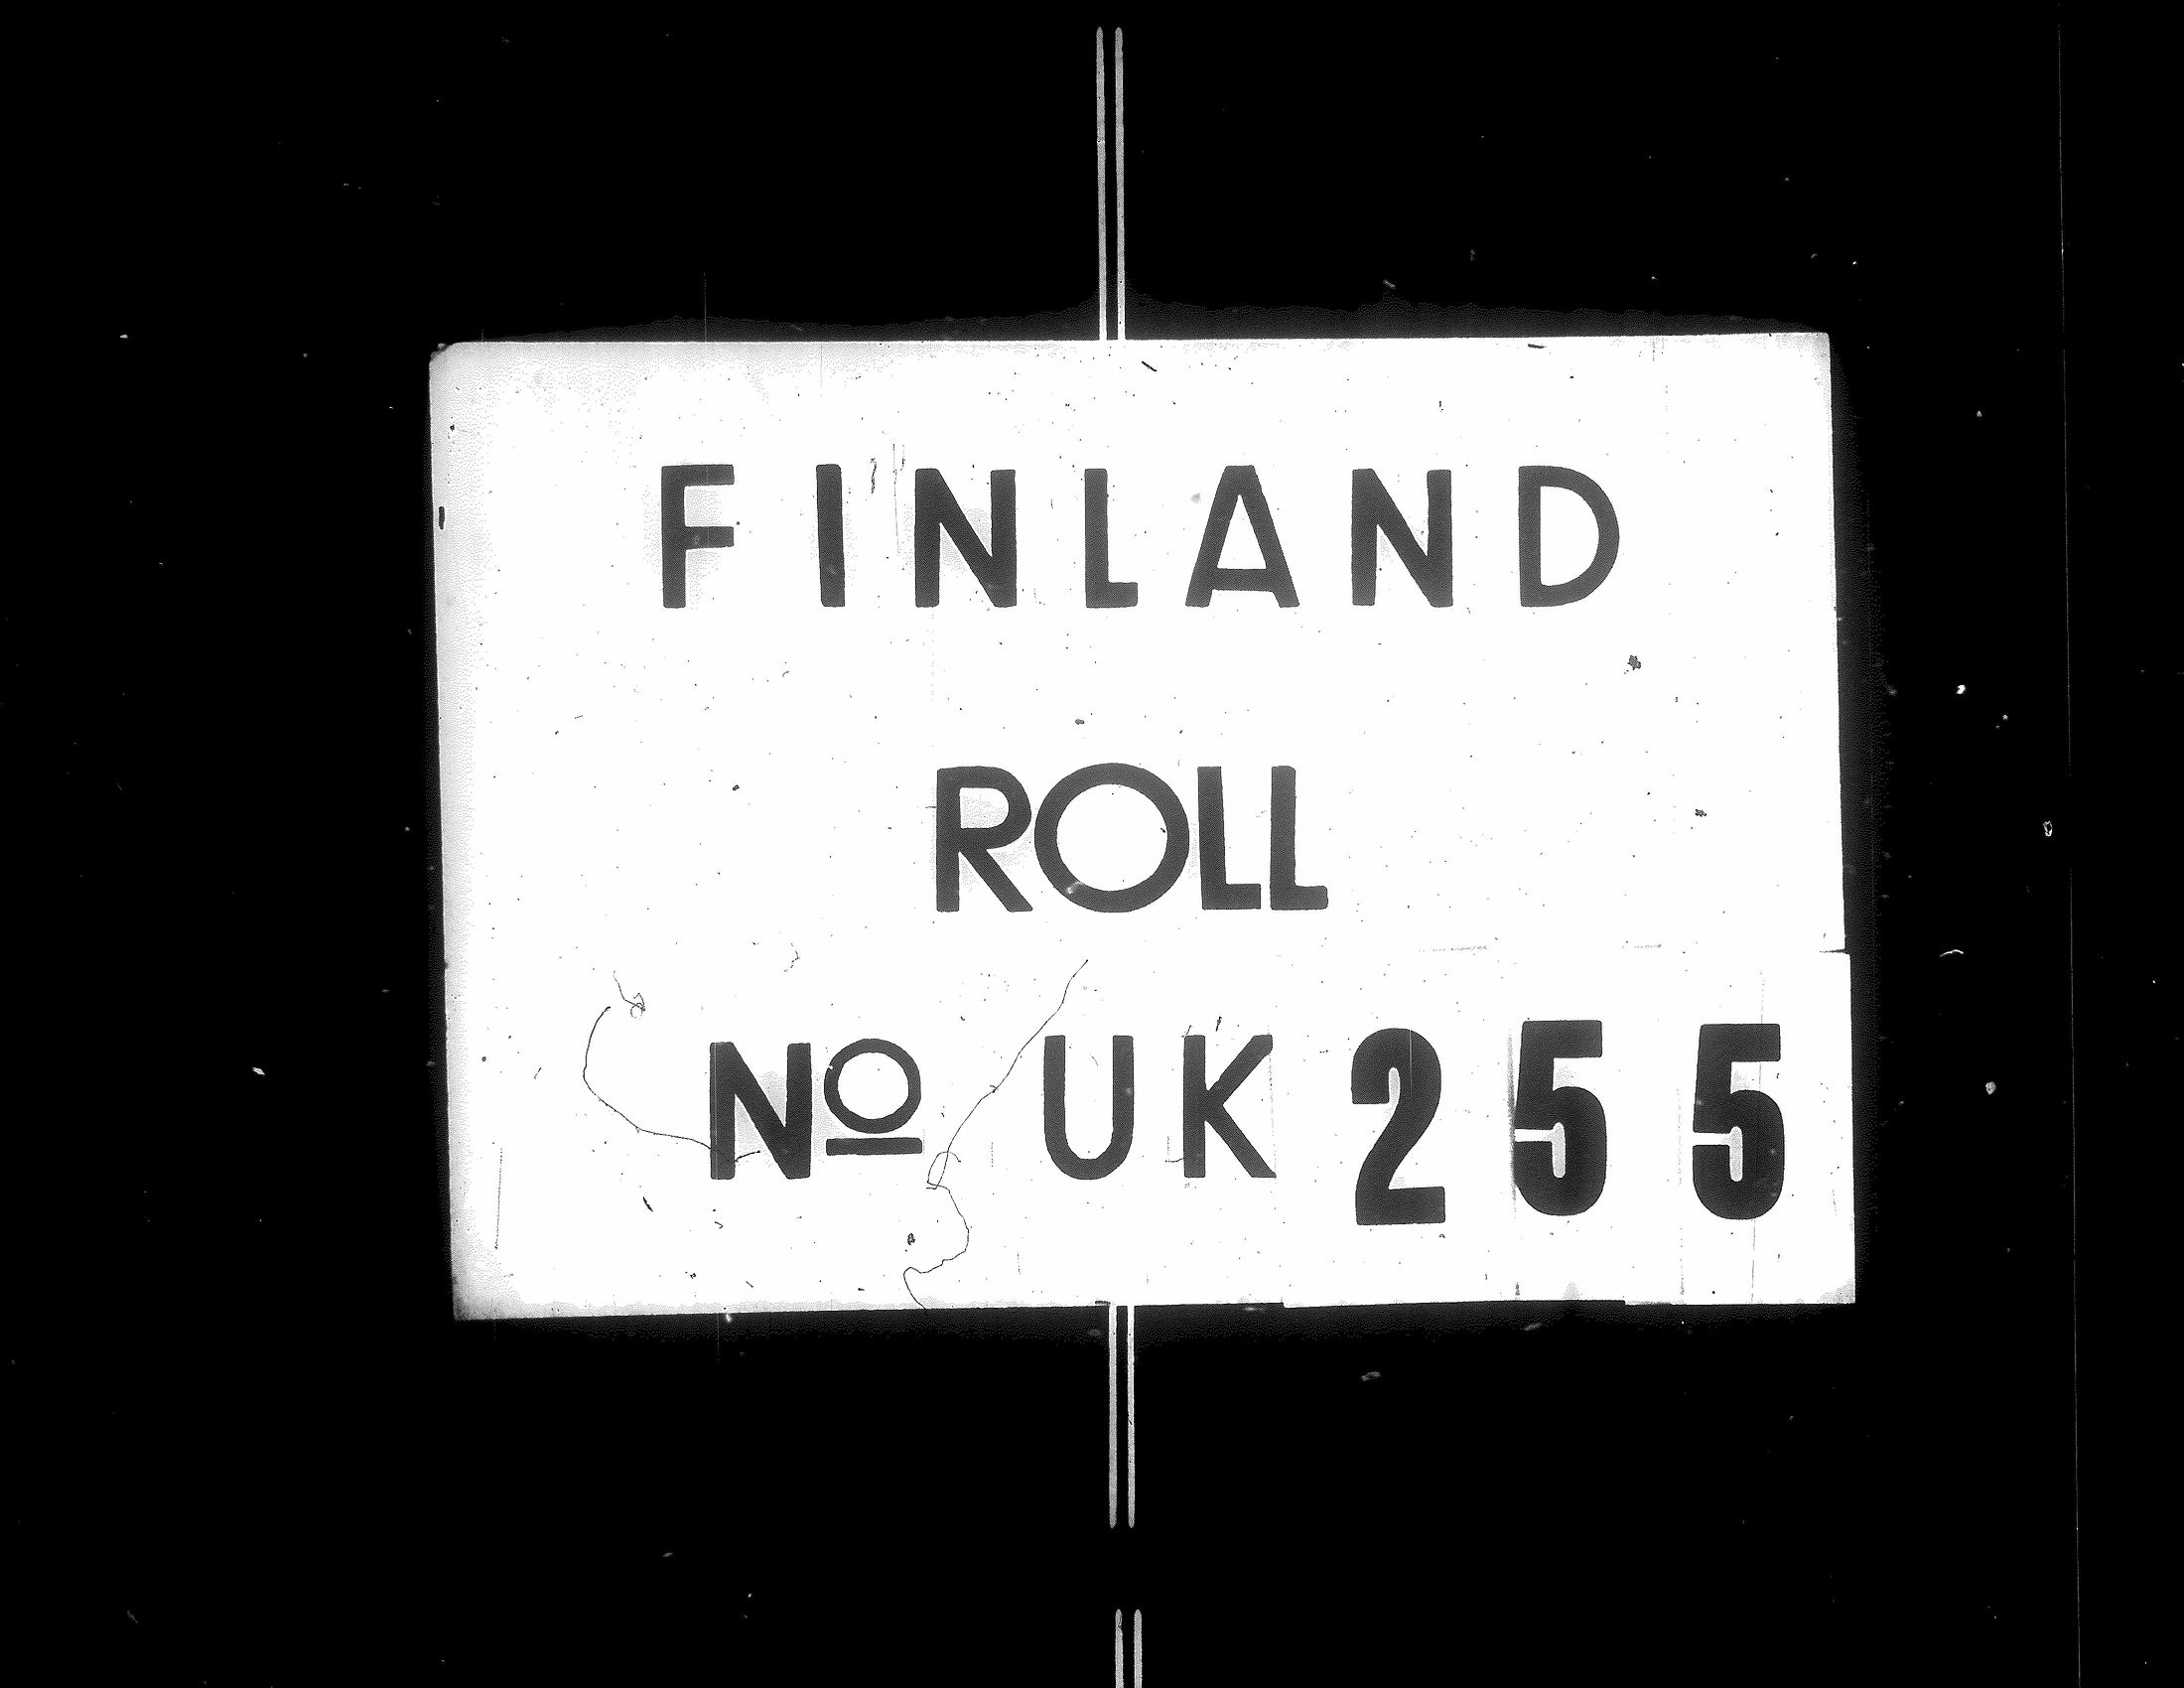 FINLAND
ROLL
Nº UK 255